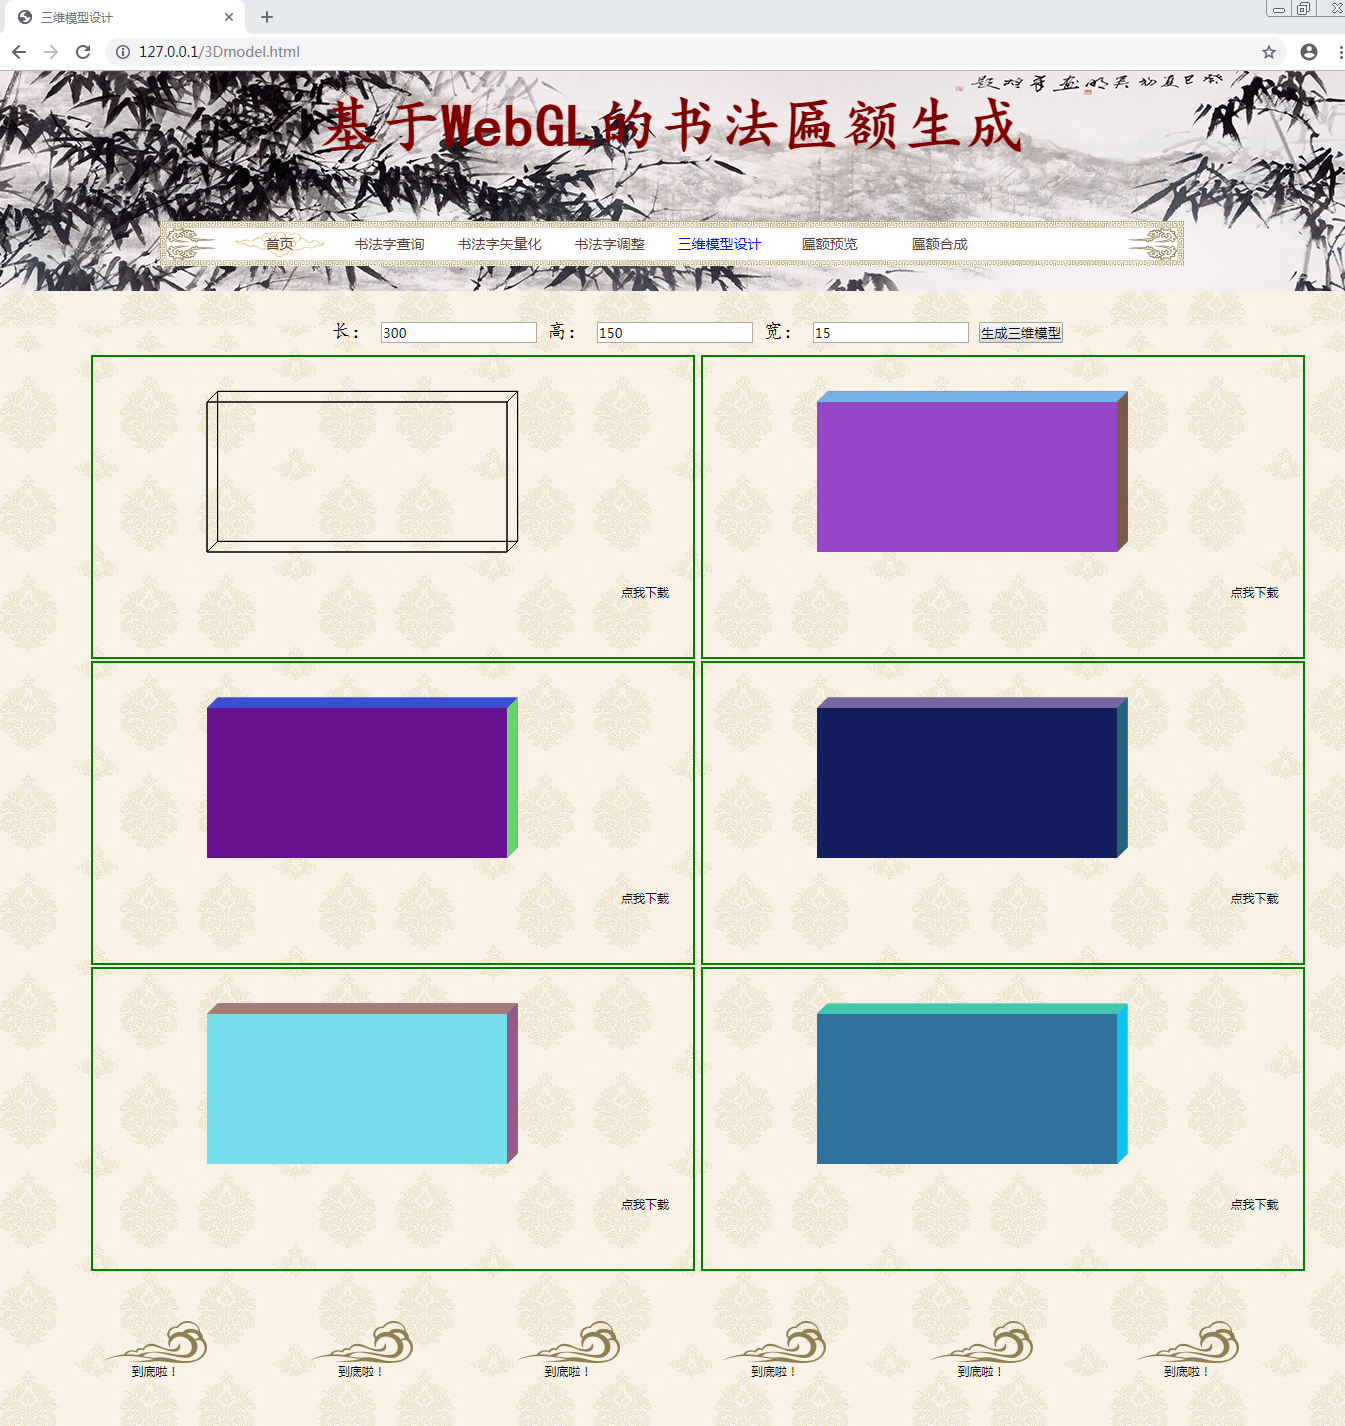 三维模型设计
127.0.0.1/3Dmodel.html
基于WebGL的书法匾额生成
首页 书法字查询 书法字矢量化 书法字调整 三维模型设计 匾额预览 匾额合成
长： 300 高： 150 宽： 15 生成三维模型
点我下载 点我下载
点我下载 点我下载
点我下载 点我下载
到底啦！ 到底啦！ 到底啦！ 到底啦！ 到底啦！ 到底啦！